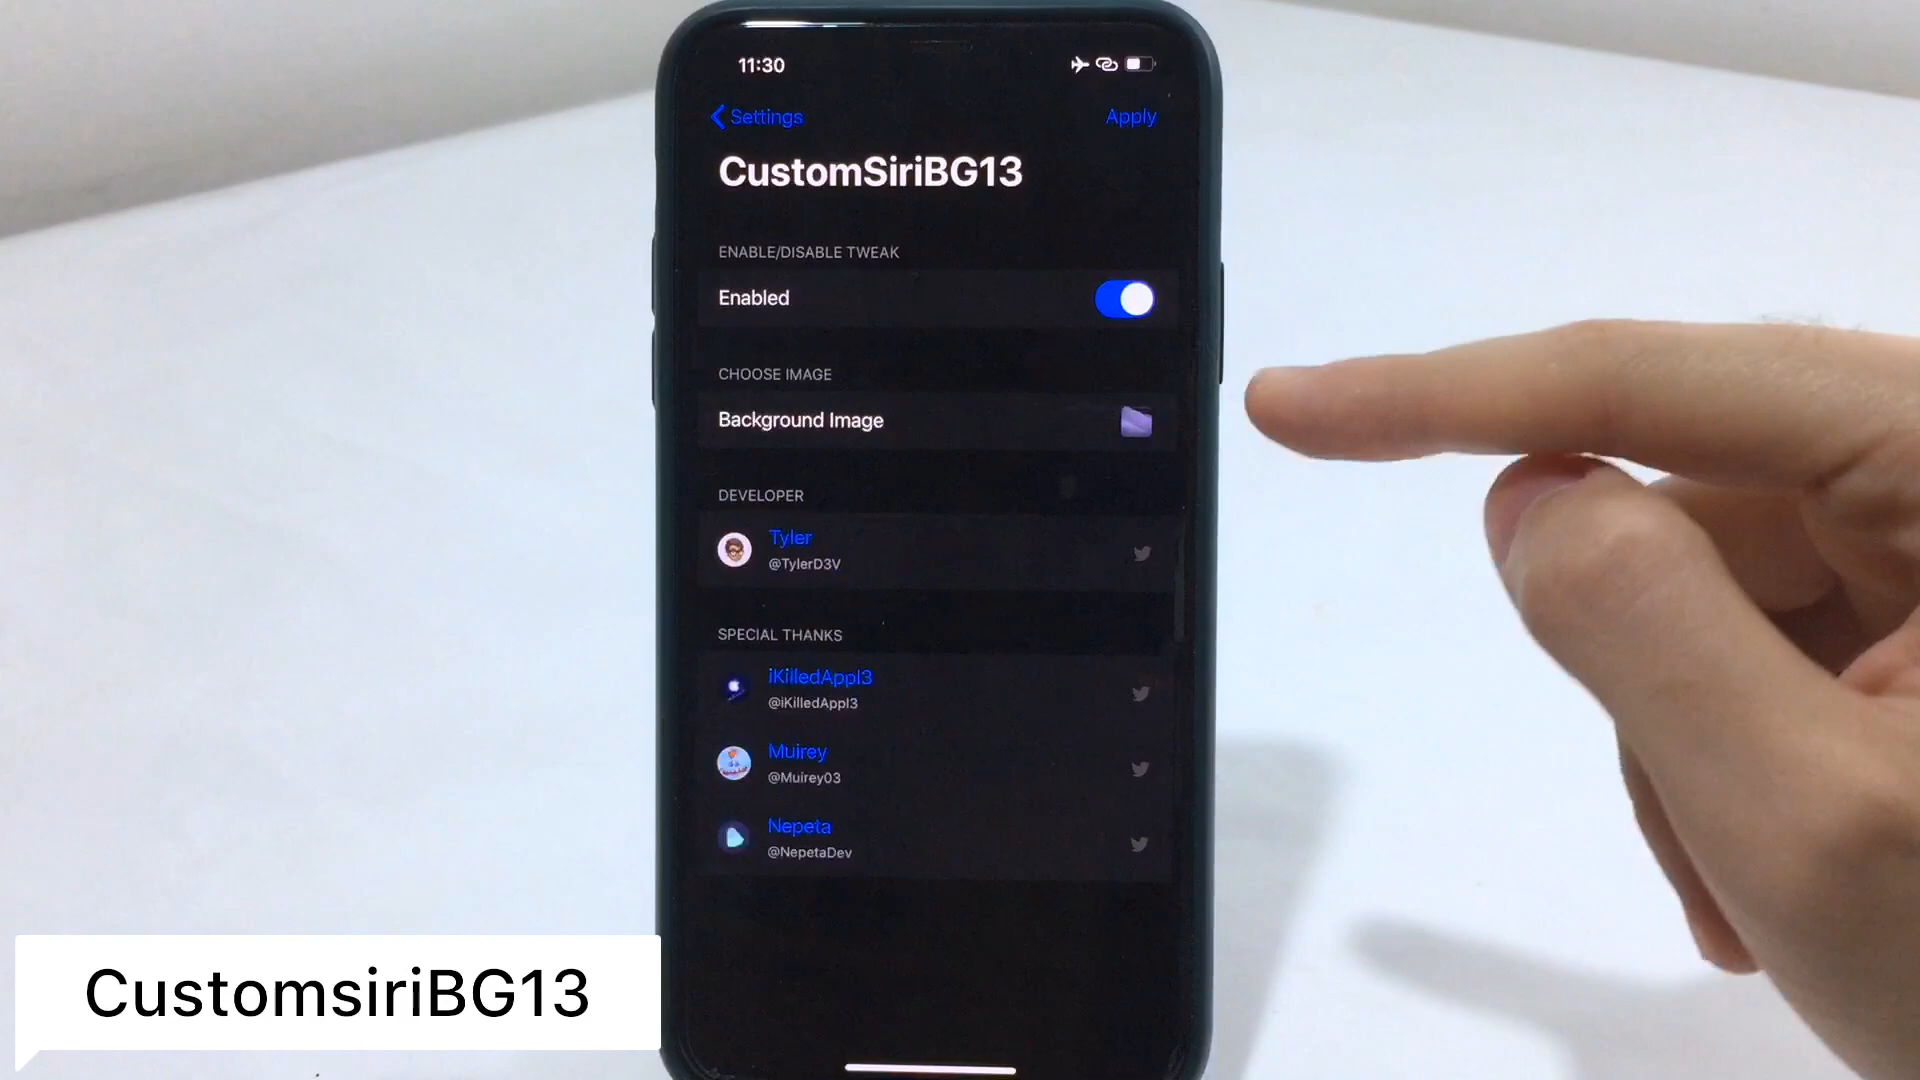 11:30
Settings
Apply
CustomSiriBG13
ENABLE/DISABLE TWEAK
Enabled
CHOOSE IMAGE
Background Image
DEVELOPER
Tyler
@TylerD3V
SPECIAL THANKS
iKilledAppl3
@iKilledAppl3
Muirey
@Muirey03
Nepeta
@NepetaDev
CustomsiriBG13